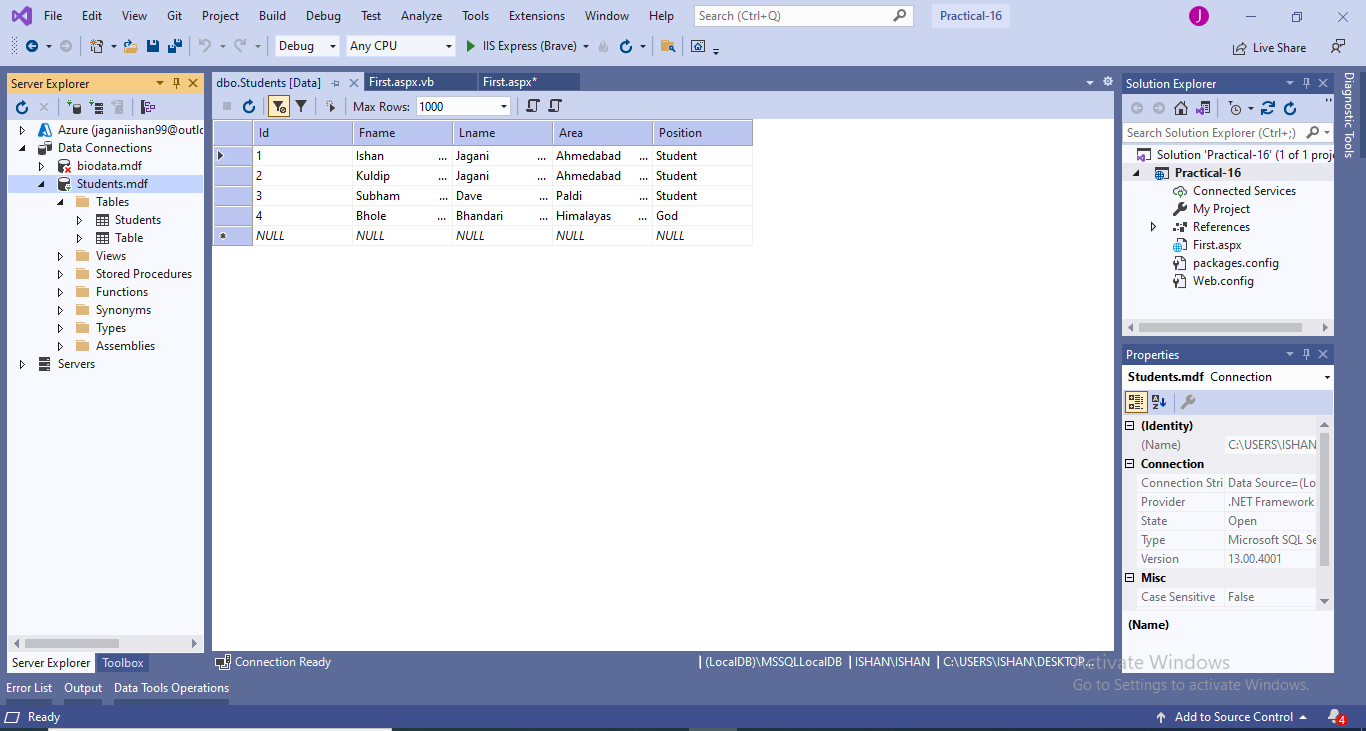 File Edit View Git Project Build Debug Test Analyze Tools Extensions Window Help Search (Ctrl+Q) Practical-16 J
Debug Any CPU IIS Express (Brave) Live Share
Server Explorer
Azure (jaganiishan99@outlo
Data Connections
biodata.mdf
Students.mdf
Tables
Students
Table
Views
Stored Procedures
Functions
Synonyms
Types
Assemblies
Servers
Server Explorer Toolbox
dbo.Students [Data] First.aspx.vb First.aspx*
Max Rows: 1000
Id Fname Lname Area Position
1 Ishan ... Jagani ... Ahmedabad ... Student
2 Kuldip ... Jagani ... Ahmedabad ... Student
3 Subham ... Dave ... Paldi ... Student
4 Bhole ... Bhandari ... Himalayas ... God
NULL NULL NULL NULL NULL
Connection Ready (LocalDB)\MSSQLLocalDB ISHAN\ISHAN C:\USERS\ISHAN\DESKTOP...
Solution Explorer
Search Solution Explorer (Ctrl+;)
Solution 'Practical-16' (1 of 1 proj
Practical-16
Connected Services
My Project
References
First.aspx
packages.config
Web.config
Diagnostic Tools
Properties
Students.mdf Connection
(Identity)
(Name) C:\USERS\ISHAN
Connection
Connection Stri Data Source=(Lo
Provider .NET Framework
State Open
Type Microsoft SQL Se
Version 13.00.4001
Misc
Case Sensitive False
(Name)
Activate Windows
Go to Settings to activate Windows.
Error List Output Data Tools Operations
Ready Add to Source Control 4